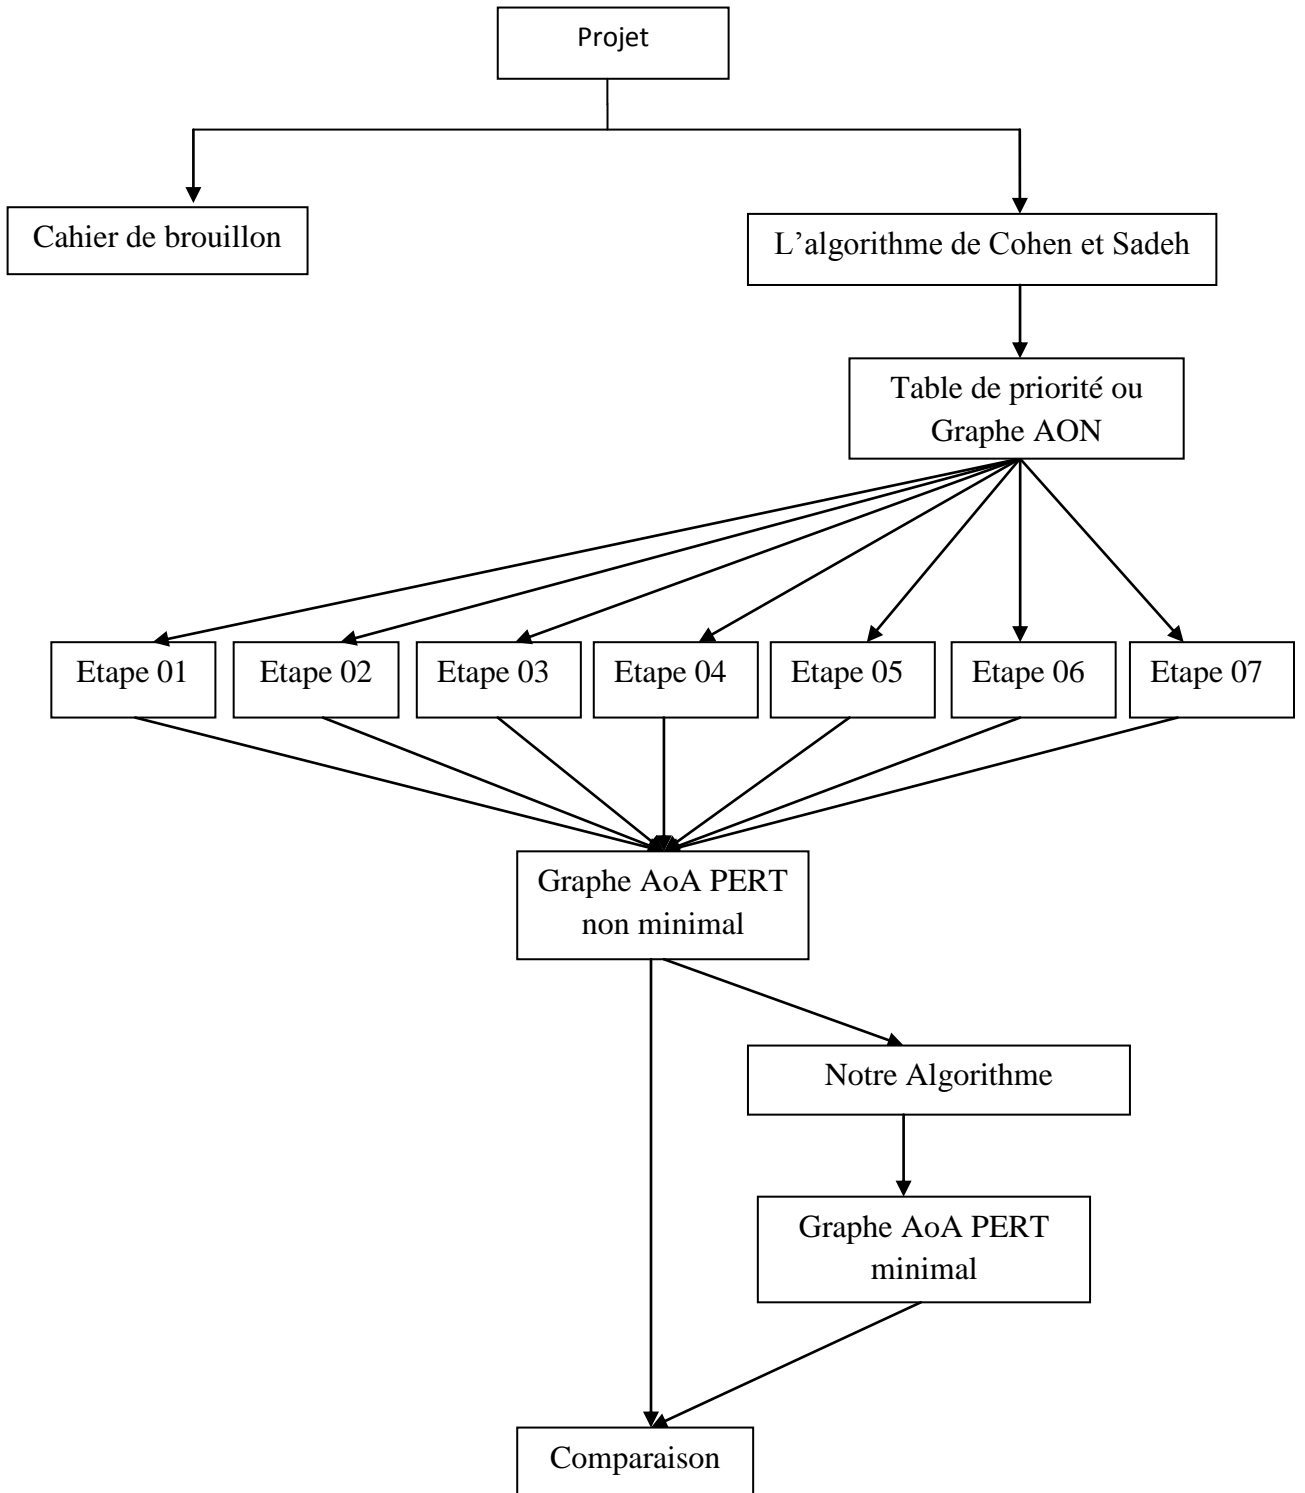 Projet
Cahier de brouillon
L’algorithme de Cohen et Sadeh
Table de priorité ou
Graphe AON
Etape 01
Etape 02
Etape 03
Etape 04
Etape 05
Etape 06
Etape 07
Graphe AoA PERT
non minimal
Notre Algorithme
Graphe AoA PERT
minimal
Comparaison